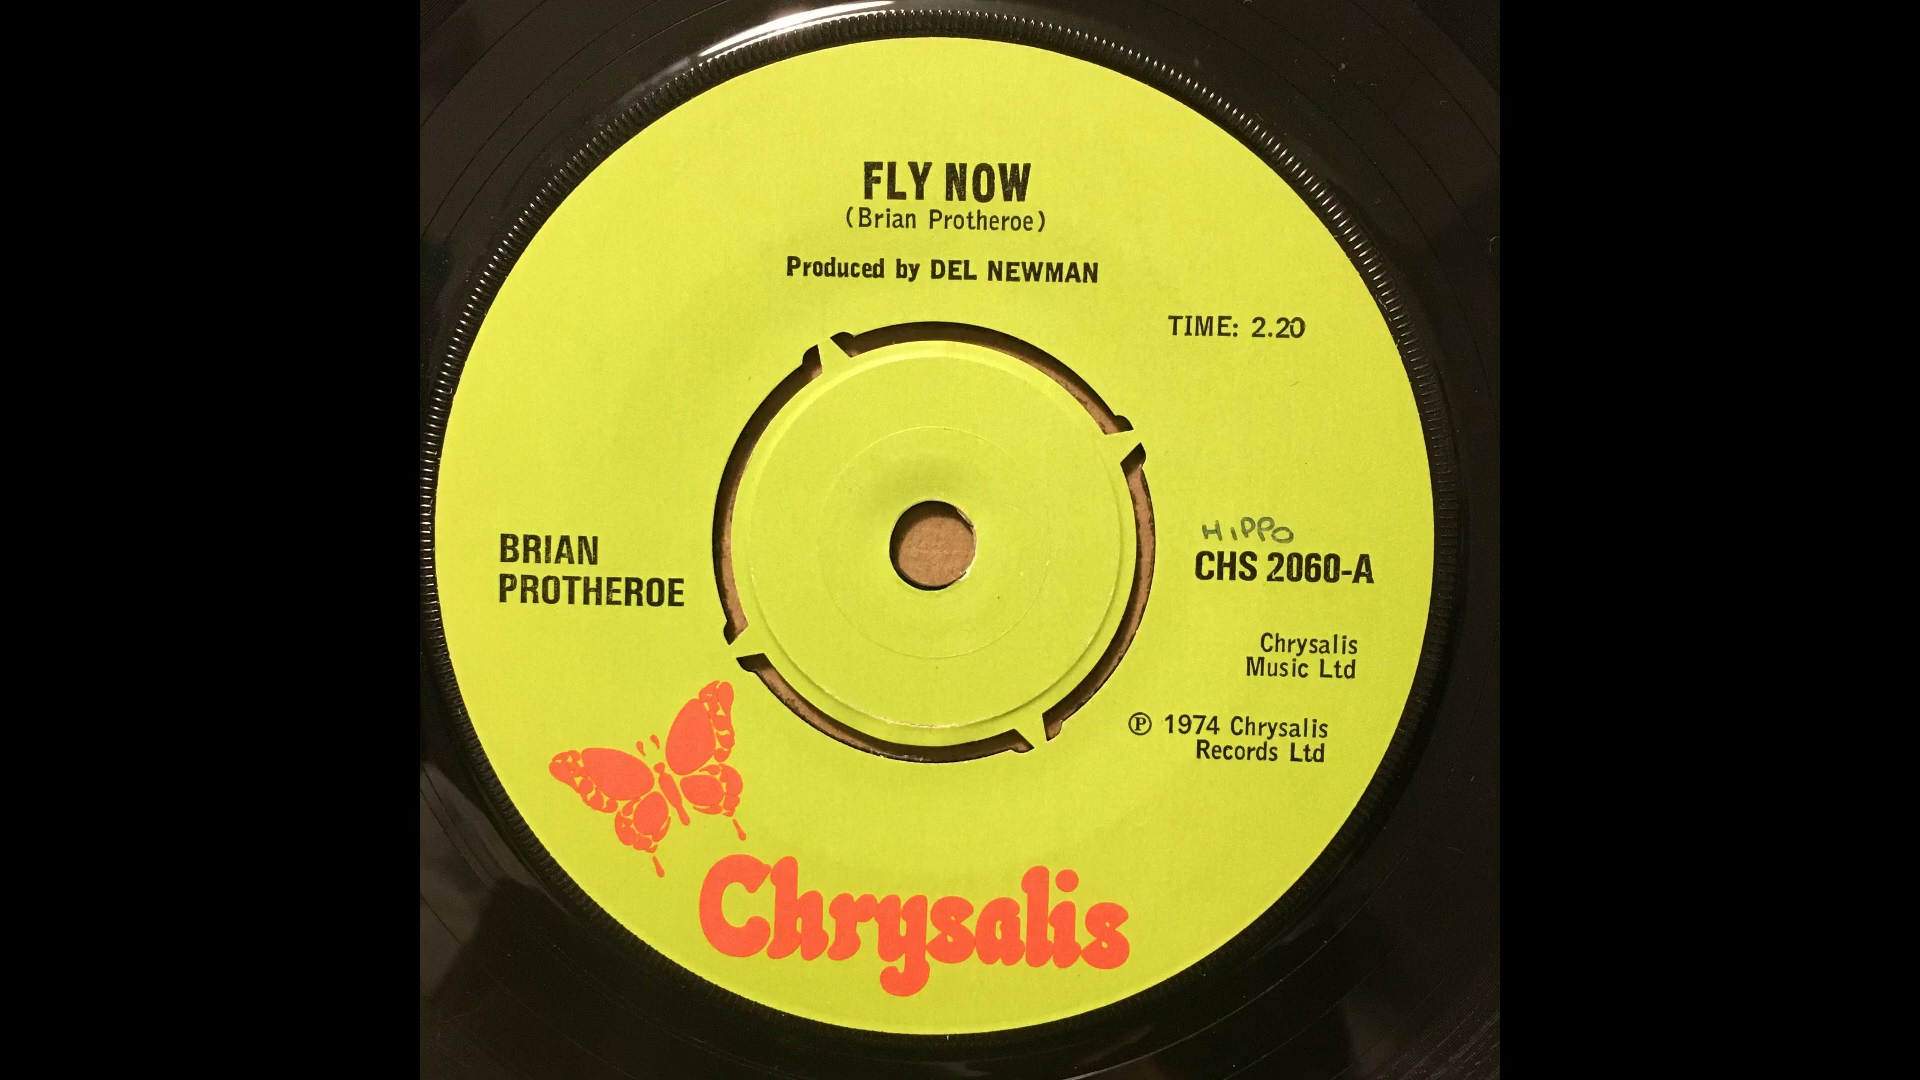 FLY NOW
(Brian Protheroe)
Produced by DEL NEWMAN
TIME: 2.20
BRIAN
PROTHEROE
HiPPO
CHS 2060-A
Chrysalis
Music Ltd
℗ 1974 Chrysalis
Records Ltd
Chrysalis